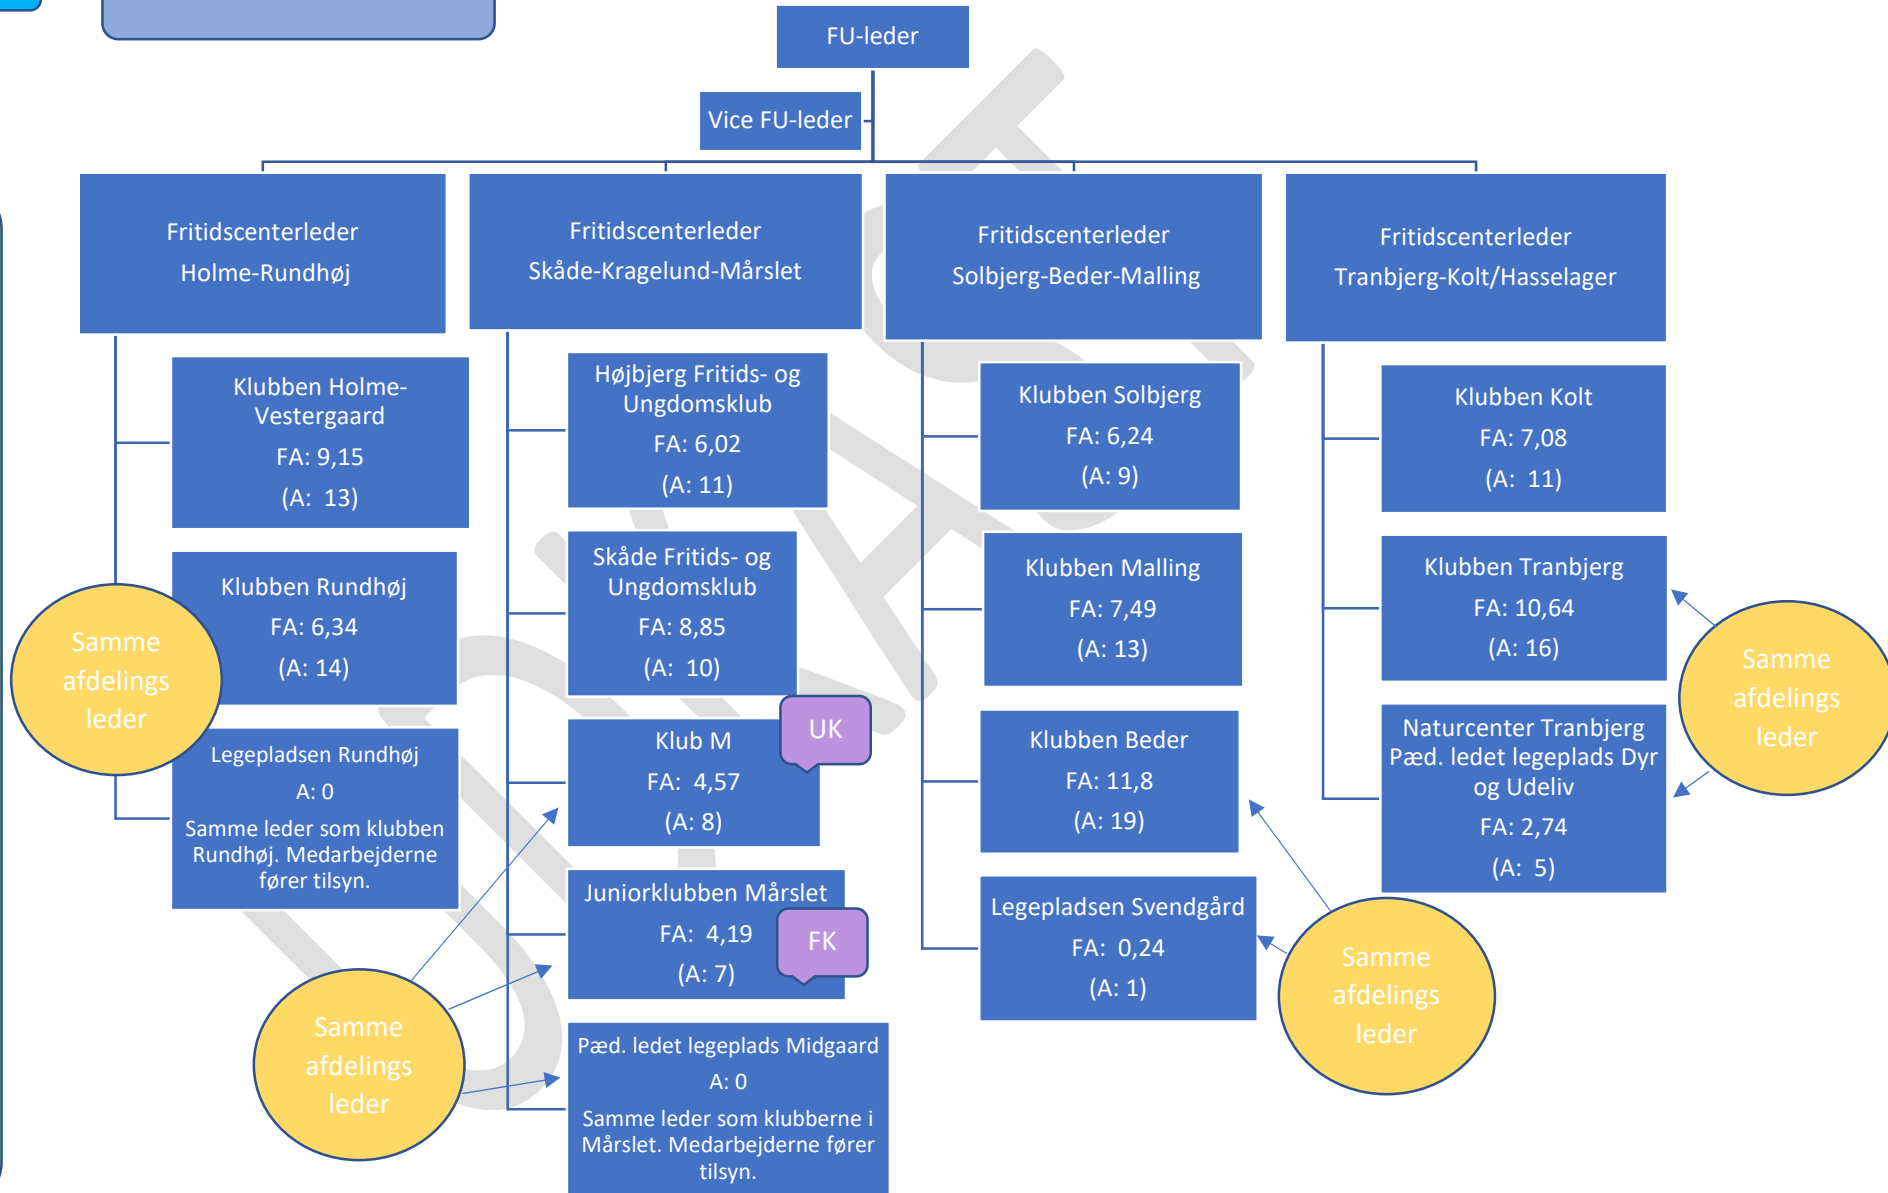 FU-leder
Vice FU-leder
Fritidscenterleder
Holme-Rundhøj
Klubben Holme-
Vestergaard
FA: 9,15
(A:  13)
Klubben Rundhøj
FA: 6,34
(A: 14)
Legepladsen Rundhøj
A: 0
Samme leder som klubben
Rundhøj. Medarbejderne
fører tilsyn.
Samme
afdelings
leder
Fritidscenterleder
Skåde-Kragelund-Mårslet
Højbjerg Fritids- og
Ungdomsklub
FA: 6,02
(A: 11)
Skåde Fritids- og
Ungdomsklub
FA: 8,85
(A:  10)
Klub M
FA:  4,57
(A: 8)
UK
Juniorklubben Mårslet
FA:  4,19
(A: 7)
FK
Pæd. ledet legeplads Midgaard
A: 0
Samme leder som klubberne i
Mårslet. Medarbejderne fører
tilsyn.
Samme
afdelings
leder
Fritidscenterleder
Solbjerg-Beder-Malling
Klubben Solbjerg
FA: 6,24
(A: 9)
Klubben Malling
FA: 7,49
(A: 13)
Klubben Beder
FA: 11,8
(A: 19)
Legepladsen Svendgård
FA:  0,24
(A: 1)
Samme
afdelings
leder
Fritidscenterleder
Tranbjerg-Kolt/Hasselager
Klubben Kolt
FA: 7,08
(A:  11)
Klubben Tranbjerg
FA: 10,64
(A: 16)
Naturcenter Tranbjerg
Pæd. ledet legeplads Dyr
og Udeliv
FA: 2,74
(A:  5)
Samme
afdelings
leder